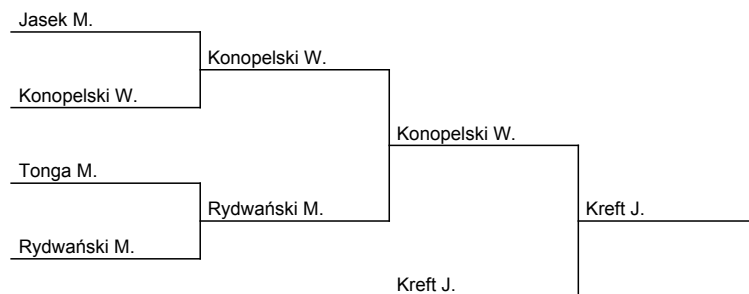 Jasek M.
Konopelski W.
Konopelski W.
Konopelski W.
Tonga M.
Rydwański M.
Kreft J.
Rydwański M.
Kreft J.